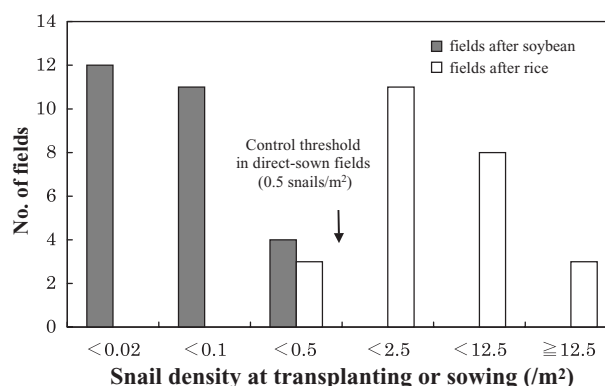 14
12
10
8
6
4
2
0
No. of fields
fields after soybean
fields after rice
Control threshold
in direct-sown fields
(0.5 snails/m²)
＜0.02 ＜0.1 ＜0.5 ＜2.5 ＜12.5 ≧12.5
Snail density at transplanting or sowing (/m²)